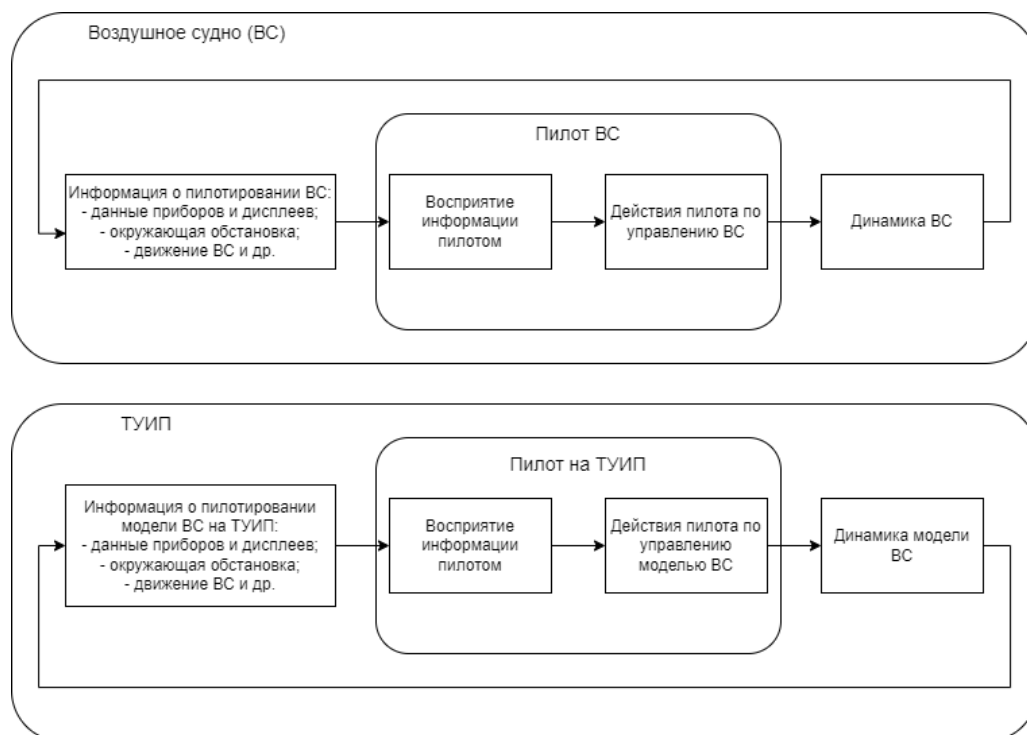 Воздушное судно (ВС)
Пилот ВС
Информация о пилотировании ВС:
- данные приборов и дисплеев;
- окружающая обстановка;
- движение ВС и др.
Восприятие
информации
пилотом
Действия пилота по
управлению ВС
Динамика ВС
ТУИП
Пилот на ТУИП
Информация о пилотировании
модели ВС на ТУИП:
- данные приборов и дисплеев;
- окружающая обстановка;
- движение ВС и др.
Восприятие
информации
пилотом
Действия пилота по
управлению
моделью ВС
Динамика модели
ВС